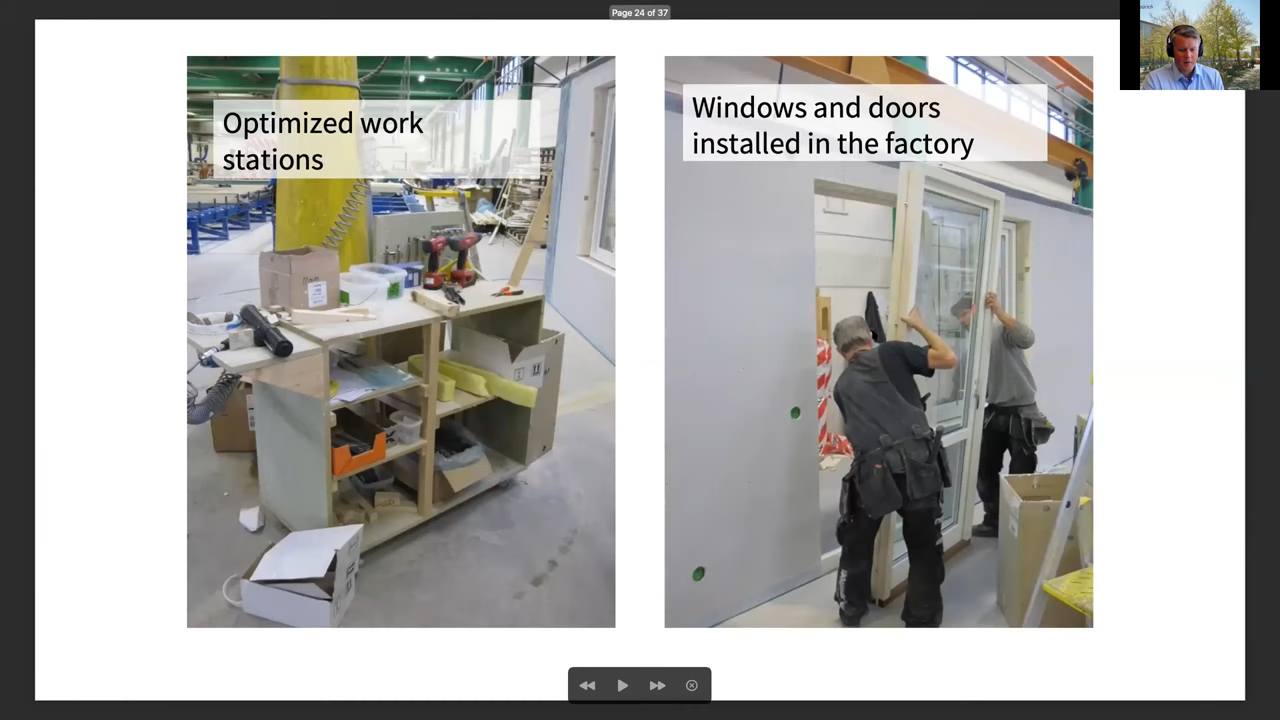 Page 24 of 37
Optimized work
stations
Windows and doors
installed in the factory